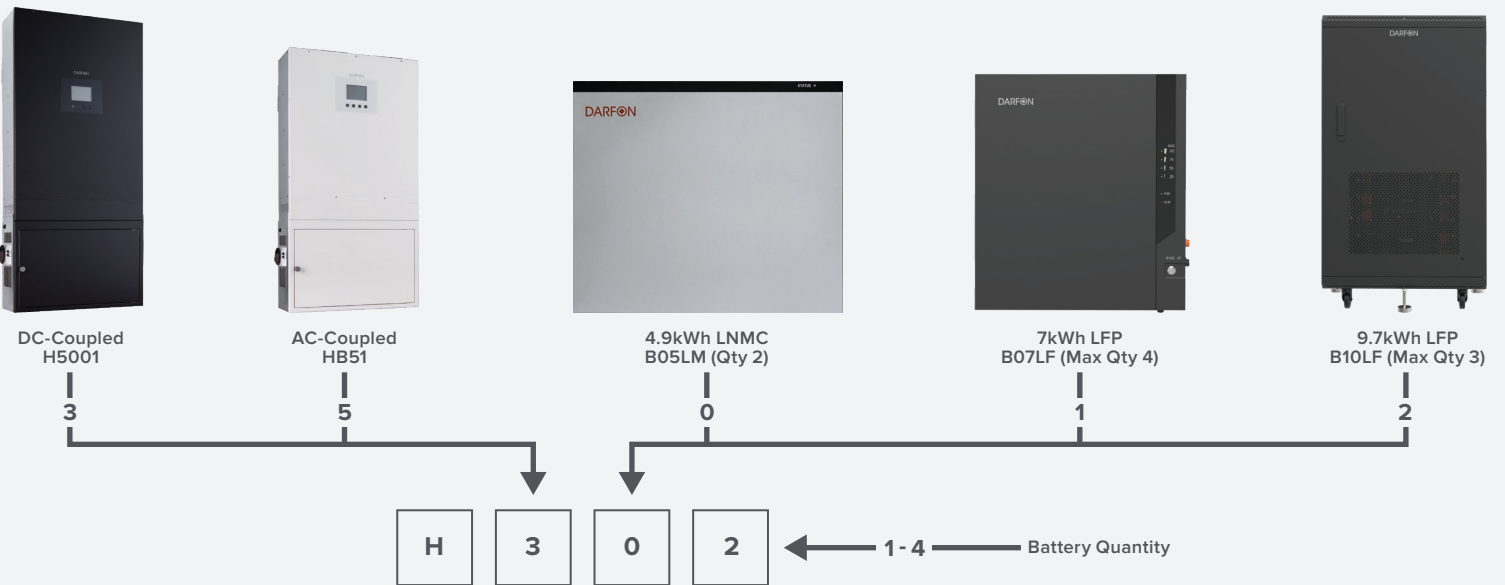 DARFON
DARFON
STATUS
DARFON
DARFON
DARFON
DC-Coupled
H5001
AC-Coupled
HB51
4.9kWh LNMC
B05LM (Qty 2)
7kWh LFP
B07LF (Max Qty 4)
9.7kWh LFP
B10LF (Max Qty 3)
3
5
0
1
2
H
3
0
2
1 - 4
Battery Quantity